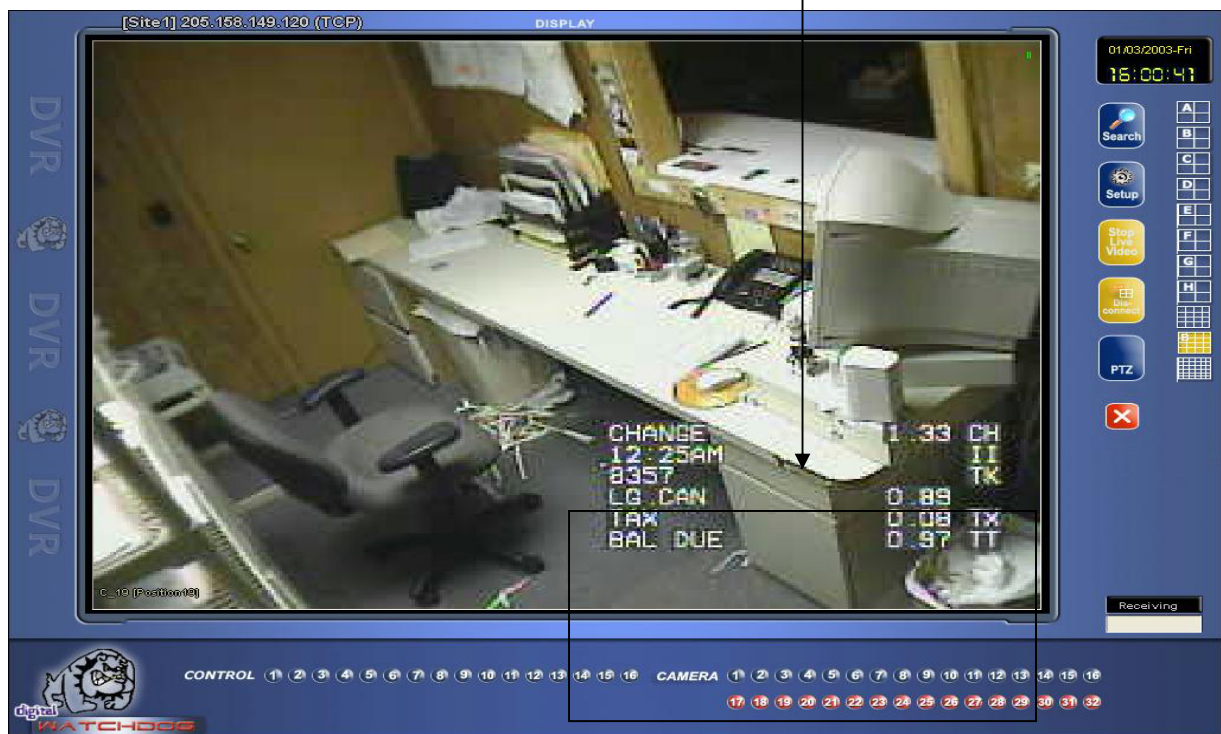 [Site1] 205.158.149.120 (TCP)
DISPLAY
01/03/2003-Fri
16:00:41
DVR
DVR
DVR
Search
Setup
Stop Live Video
Dis-connect
PTZ
A
B
C
D
E
F
G
H
CHANGE 1.33 CH
12:25AM II
8357 TK
LG CAN 0.89
TAX 0.08 TX
BAL DUE 0.97 TT
C_19 [Position19]
Receiving
CONTROL 1 2 3 4 5 6 7 8 9 10 11 12 13 14 15 16 CAMERA 1 2 3 4 5 6 7 8 9 10 11 12 13 14 15 16
17 18 19 20 21 22 23 24 25 26 27 28 29 30 31 32
digital
WATCHDOG